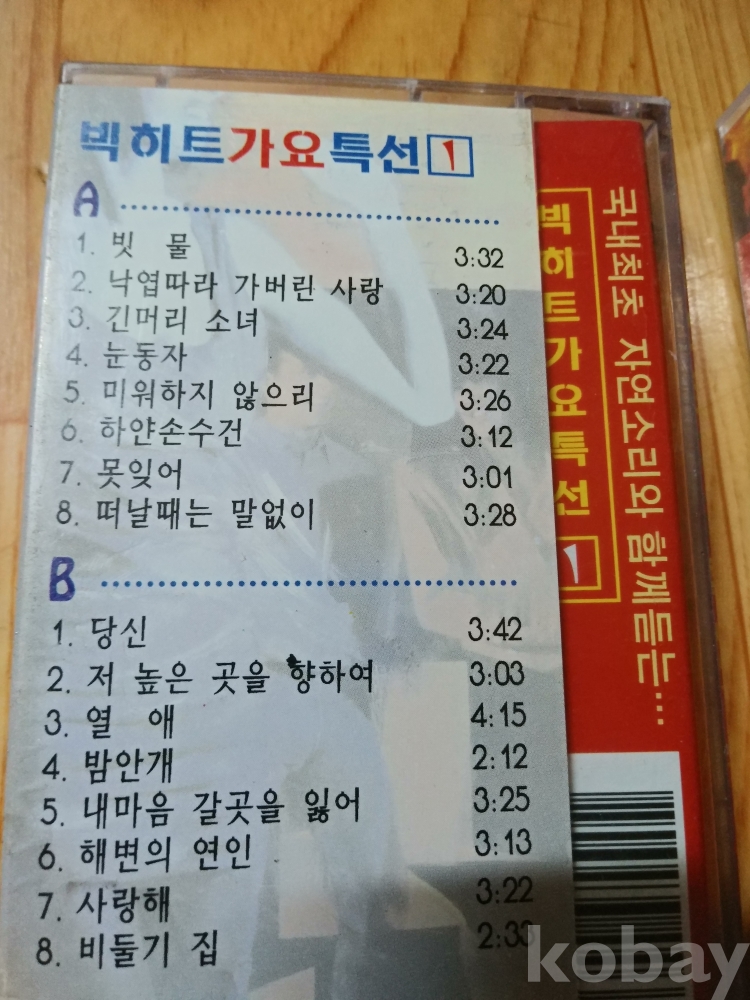 빅히트가요특선 1
A
1. 빗 물 3:32
2. 낙엽따라 가버린 사랑 3:20
3. 긴머리 소녀 3:24
4. 눈동자 3:22
5. 미워하지 않으리 3:26
6. 하얀손수건 3:12
7. 못잊어 3:01
8. 떠날때는 말없이 3:28
B
1. 당신 3:42
2. 저 높은 곳을 향하여 3:03
3. 열 애 4:15
4. 밤안개 2:12
5. 내마음 갈곳을 잃어 3:25
6. 해변의 연인 3:13
7. 사랑해 3:22
8. 비둘기 집 2:33
빅히트가요특선 1
국내최초 자연소리와 함께듣는...
kobay